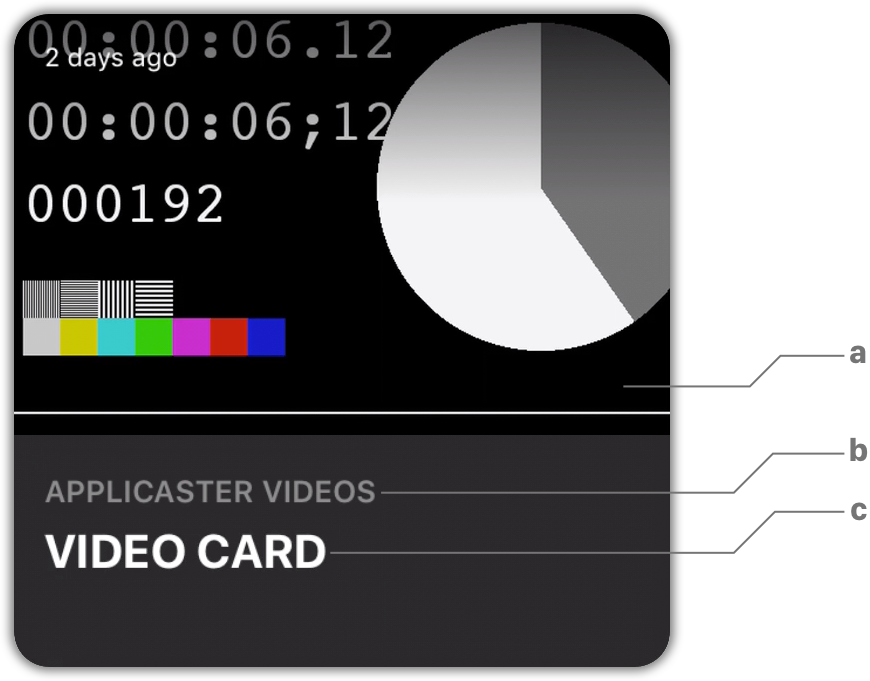 00:00:06.12
2 days ago
00:00:06;12
000192
a
APPLICASTER VIDEOS
b
VIDEO CARD
c